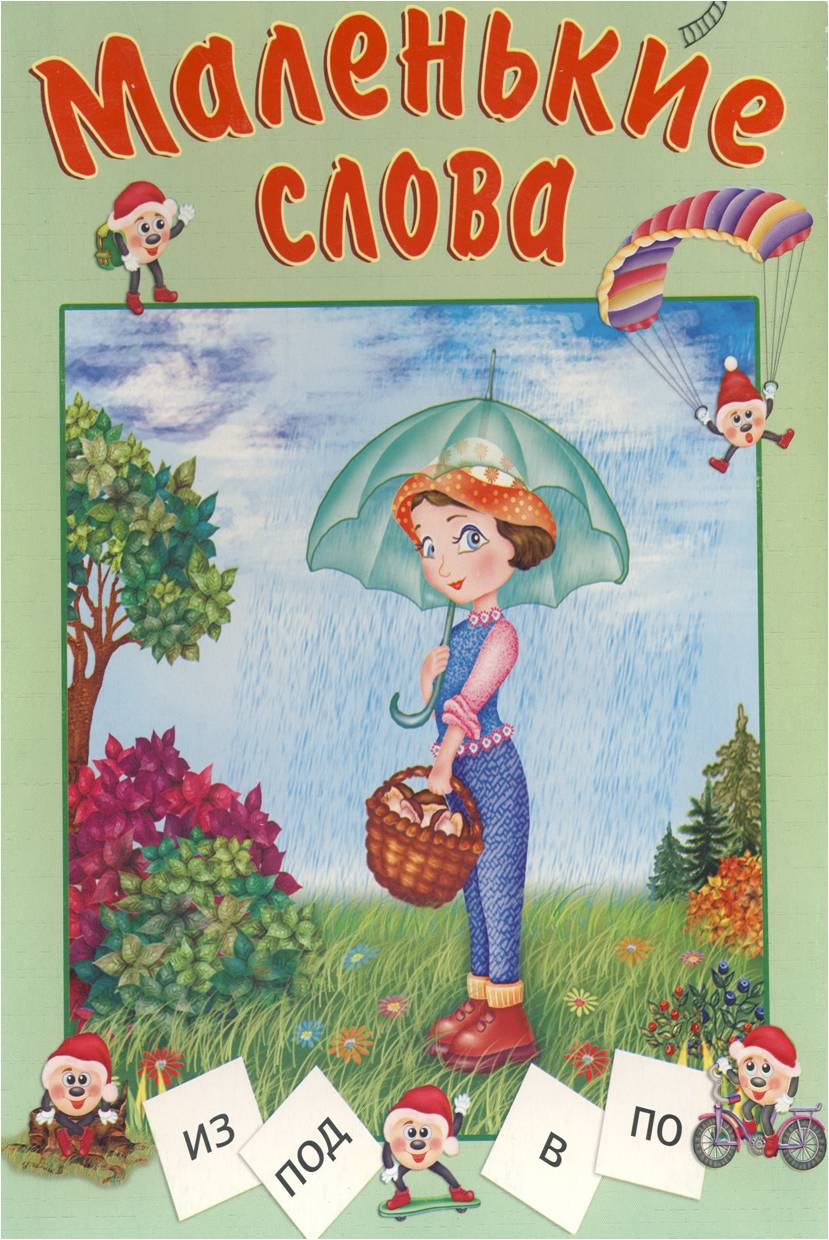 Маленькие
слова
из
под
в
по